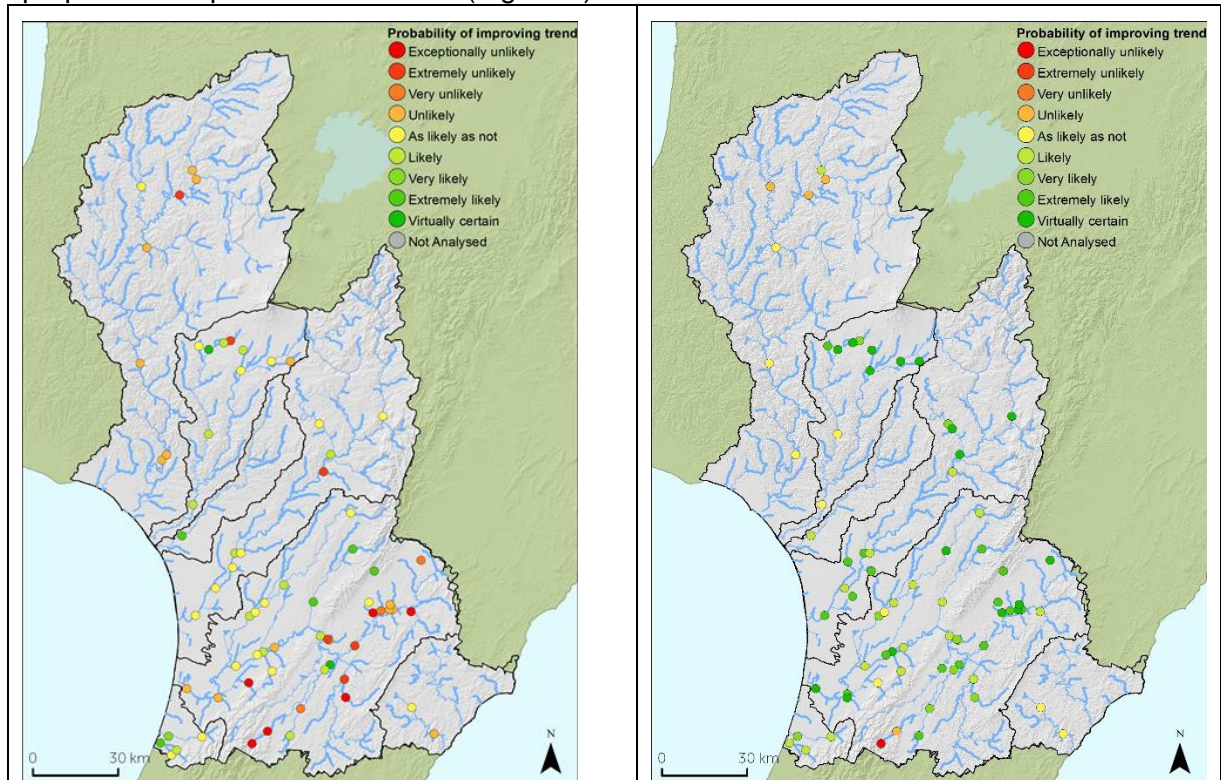 Probability of improving trend
Exceptionally unlikely
Extremely unlikely
Very unlikely
Unlikely
As likely as not
Likely
Very likely
Extremely likely
Virtually certain
Not Analysed
0 30 km
N
Probability of improving trend
Exceptionally unlikely
Extremely unlikely
Very unlikely
Unlikely
As likely as not
Likely
Very likely
Extremely likely
Virtually certain
Not Analysed
0 30 km
N